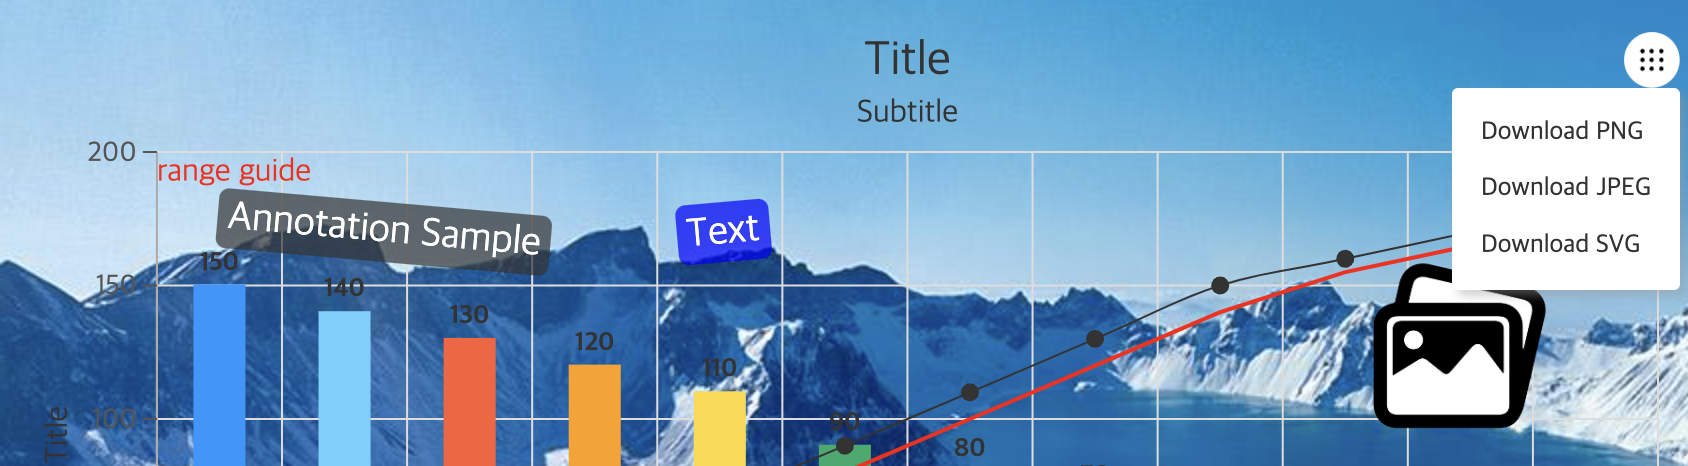 Title
Subtitle
Download PNG
Download JPEG
Download SVG
200
range guide
Annotation Sample
Text
150
150
140
130
120
110
100
90
80
Title